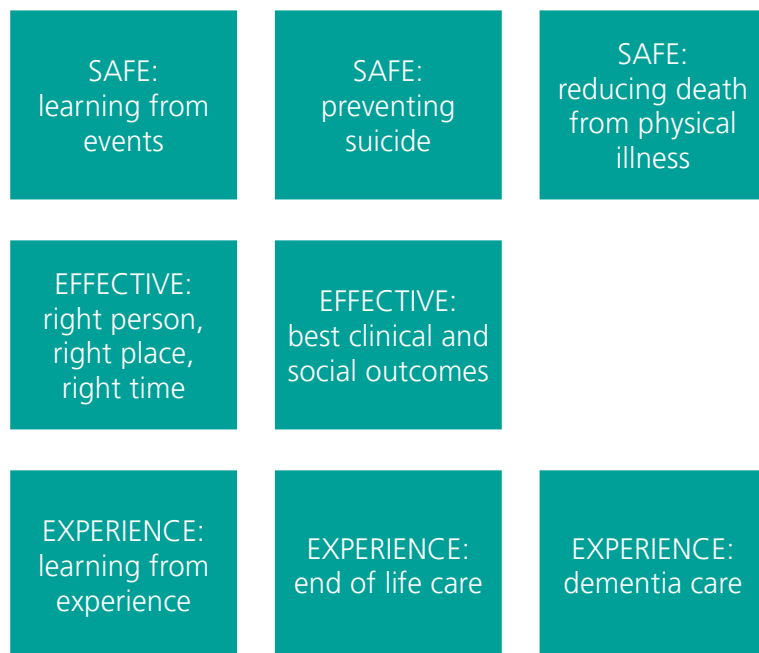 SAFE:
learning from
events
SAFE:
preventing
suicide
SAFE:
reducing death
from physical
illness
EFFECTIVE:
right person,
right place,
right time
EFFECTIVE:
best clinical and
social outcomes
EXPERIENCE:
learning from
experience
EXPERIENCE:
end of life care
EXPERIENCE:
dementia care